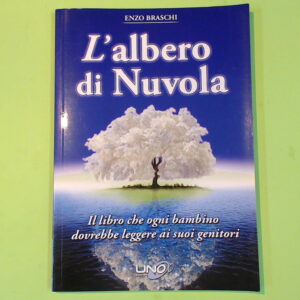 ENZO BRASCHI
L'albero
di Nuvola
Il libro che ogni bambino
dovrebbe leggere ai suoi genitori
UNO